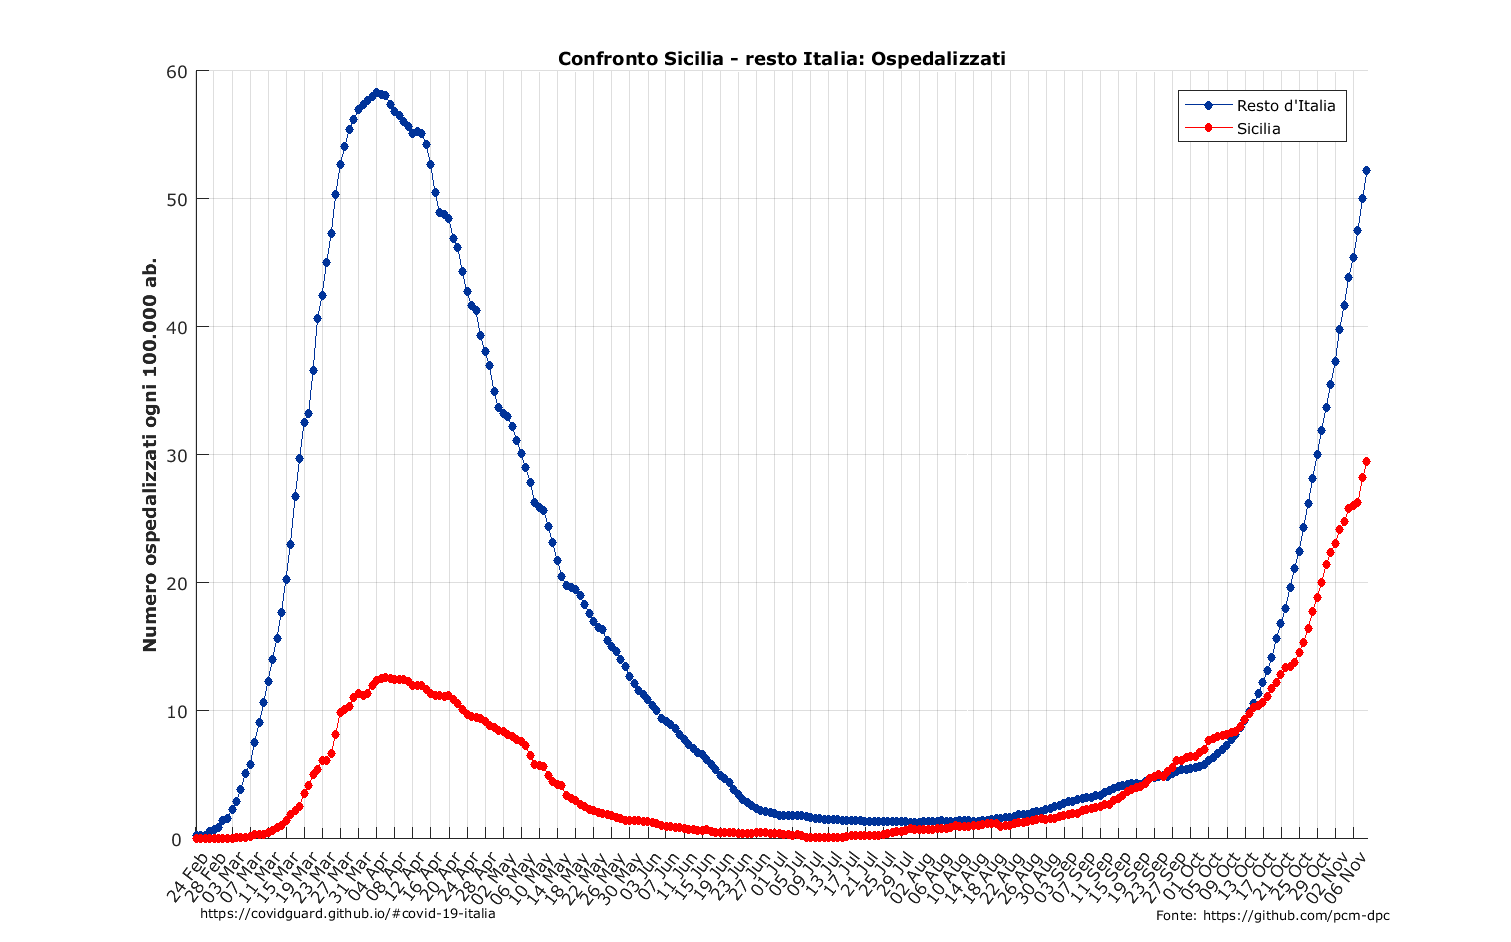 Confronto Sicilia - resto Italia: Ospedalizzati
Resto d'Italia
Sicilia
Numero ospedalizzati ogni 100.000 ab.
60
50
40
30
20
10
0
24 Feb
28 Feb
03 Mar
07 Mar
11 Mar
15 Mar
19 Mar
23 Mar
27 Mar
31 Mar
04 Apr
08 Apr
12 Apr
16 Apr
20 Apr
24 Apr
28 Apr
02 May
06 May
10 May
14 May
18 May
22 May
26 May
30 May
03 Jun
07 Jun
11 Jun
15 Jun
19 Jun
23 Jun
27 Jun
01 Jul
05 Jul
09 Jul
13 Jul
17 Jul
21 Jul
25 Jul
29 Jul
02 Aug
06 Aug
10 Aug
14 Aug
18 Aug
22 Aug
26 Aug
30 Aug
03 Sep
07 Sep
11 Sep
15 Sep
19 Sep
23 Sep
27 Sep
01 Oct
05 Oct
09 Oct
13 Oct
17 Oct
21 Oct
25 Oct
29 Oct
02 Nov
06 Nov
https://covidguard.github.io/#covid-19-italia
Fonte: https://github.com/pcm-dpc